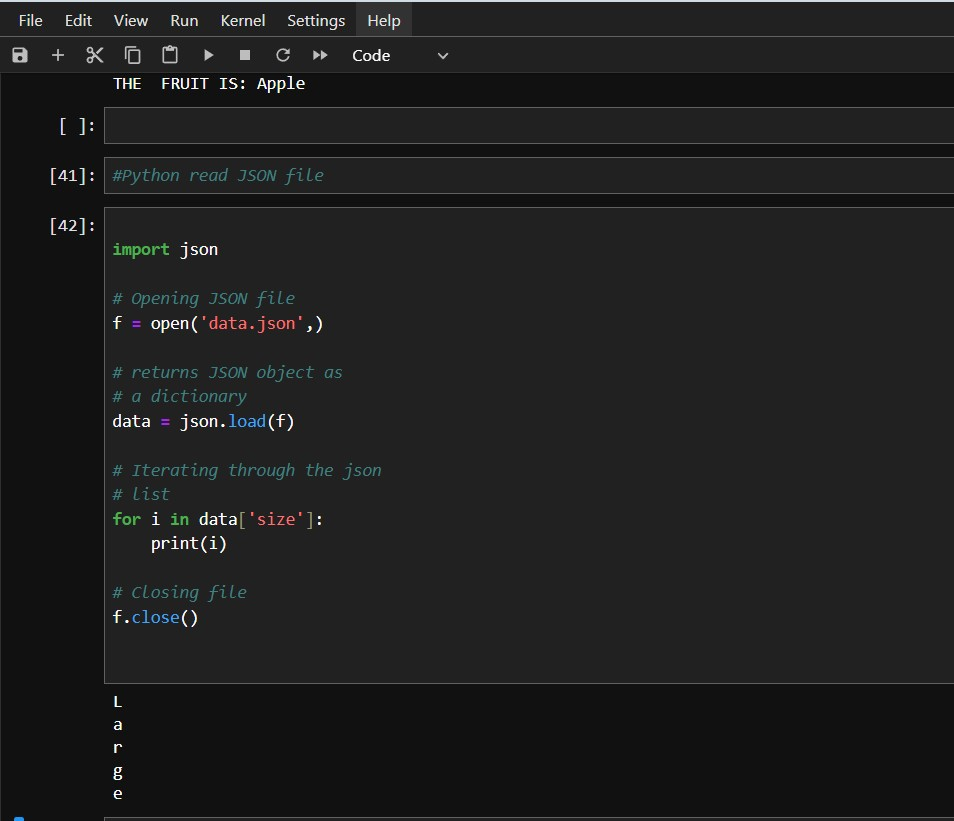 File Edit View Run Kernel Settings Help
Code
THE  FRUIT IS: Apple
[ ]:
[41]: #Python read JSON file
[42]:
import json
# Opening JSON file
f = open('data.json',)
# returns JSON object as
# a dictionary
data = json.load(f)
# Iterating through the json
# list
for i in data['size']:
    print(i)
# Closing file
f.close()
L
a
r
g
e